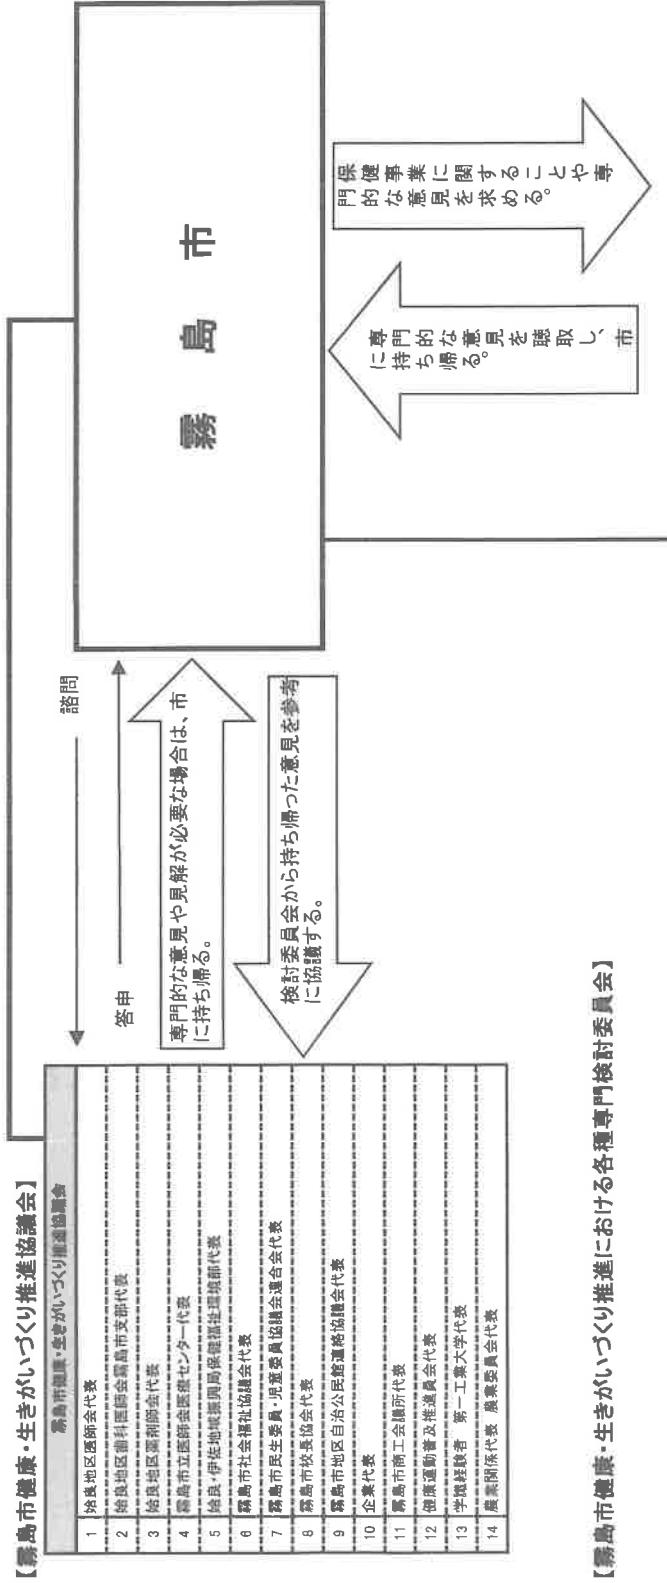 【霧島市健康・生きがいづくり推進協議会】
霧島市健康・生きがいづくり推進協議会
1 姶良地区医師会代表
2 姶良地区歯科医師会霧島市支部代表
3 姶良地区薬剤師会代表
4 霧島市立医師会医療センター代表
5 姶良・伊佐地域振興局保健福祉環境部代表
6 霧島市社会福祉協議会代表
7 霧島市民生委員・児童委員協議会連合会代表
8 霧島市校長協会代表
9 霧島市地区自治公民館連絡協議会代表
10 企業代表
11 霧島市商工会議所代表
12 健康運動普及推進員会代表
13 学識経験者 第一工業大学代表
14 農業関係代表 農業委員会代表
諮問
答申
専門的な意見や見解が必要な場合は、市
に持ち帰る。
検討委員会から持ち帰った意見を参考
に協議する。
霧島市
専門的な意見を聴取し、市
に持ち帰る。
保健事業に関することや専
門的な意見を求める。
【霧島市健康・生きがいづくり推進における各種専門検討委員会】